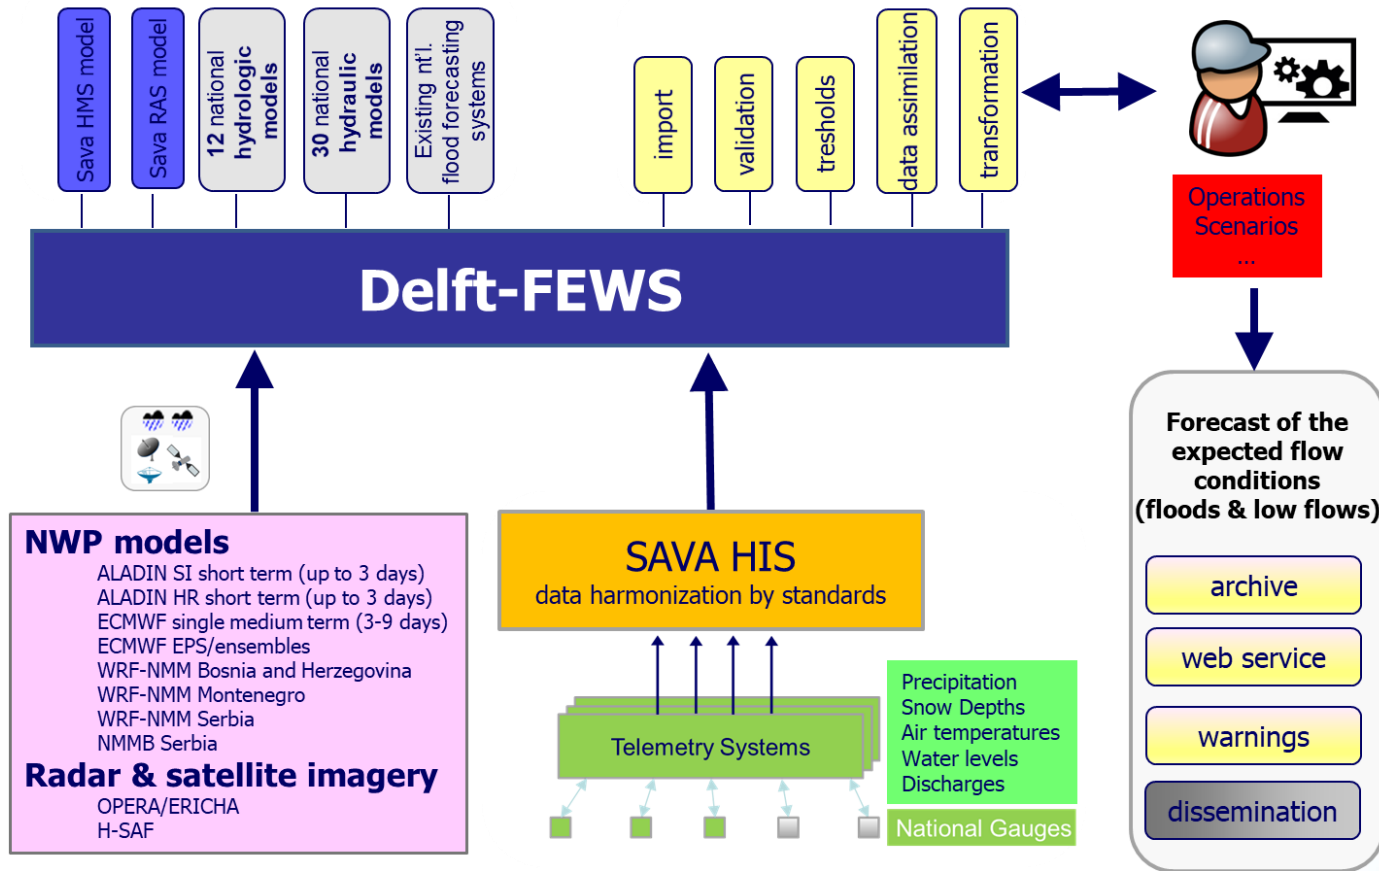 Sava HMS model
Sava RAS model
12 national
hydrologic
models
30 national
hydraulic
models
Existing nt'l.
flood forecasting
systems
import
validation
tresholds
data assimilation
transformation
Operations
Scenarios
...
Delft-FEWS
Forecast of the
expected flow
conditions
(floods & low flows)
archive
web service
warnings
dissemination
NWP models
ALADIN SI short term (up to 3 days)
ALADIN HR short term (up to 3 days)
ECMWF single medium term (3-9 days)
ECMWF EPS/ensembles
WRF-NMM Bosnia and Herzegovina
WRF-NMM Montenegro
WRF-NMM Serbia
NMMB Serbia
Radar & satellite imagery
OPERA/ERICHA
H-SAF
SAVA HIS
data harmonization by standards
Telemetry Systems
Precipitation
Snow Depths
Air temperatures
Water levels
Discharges
National Gauges